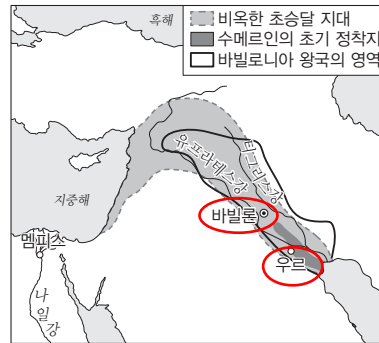 흑해
비옥한 초승달 지대
수메르인의 초기 정착지
바빌로니아 왕국의 영역
유프라테스강
티그리스강
지중해
바빌론
멤피스
우르
나일강